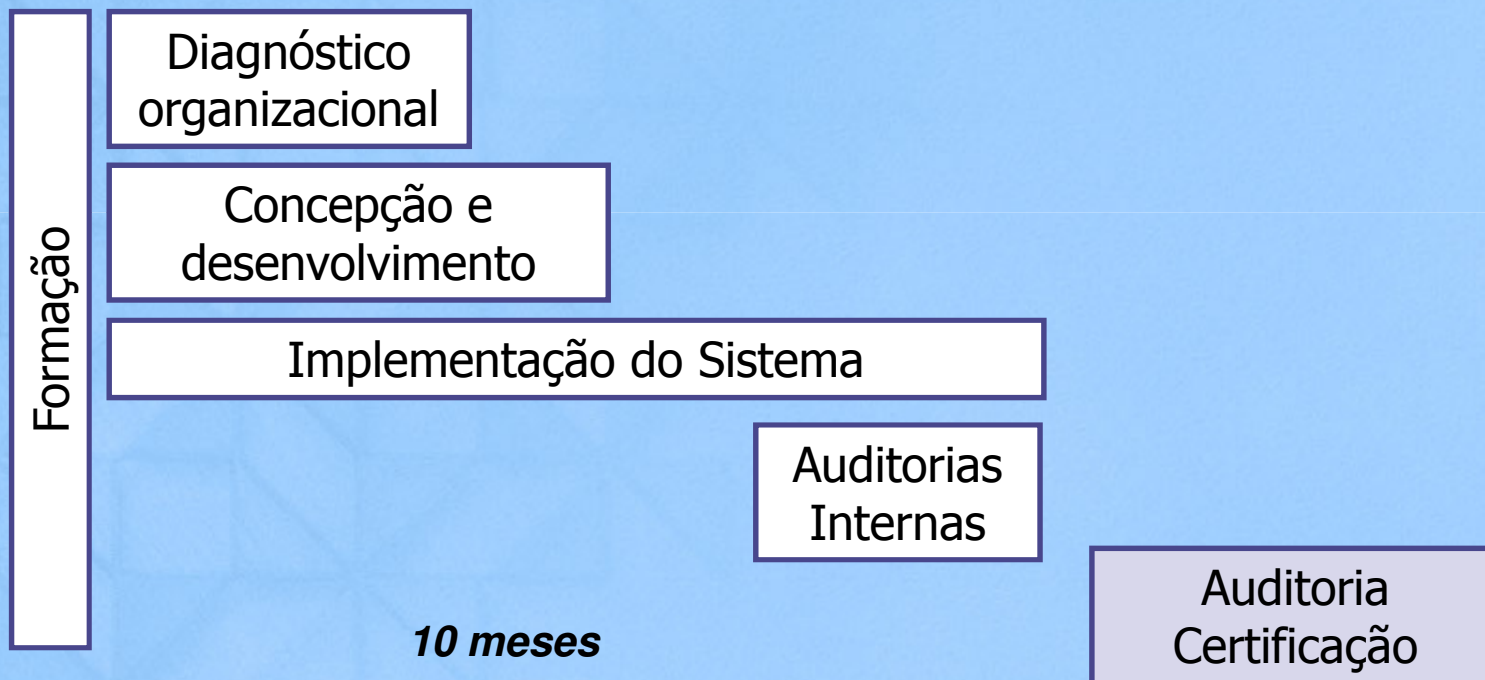 Formação
Diagnóstico
organizacional
Concepção e
desenvolvimento
Implementação do Sistema
Auditorias
Internas
10 meses
Auditoria
Certificação